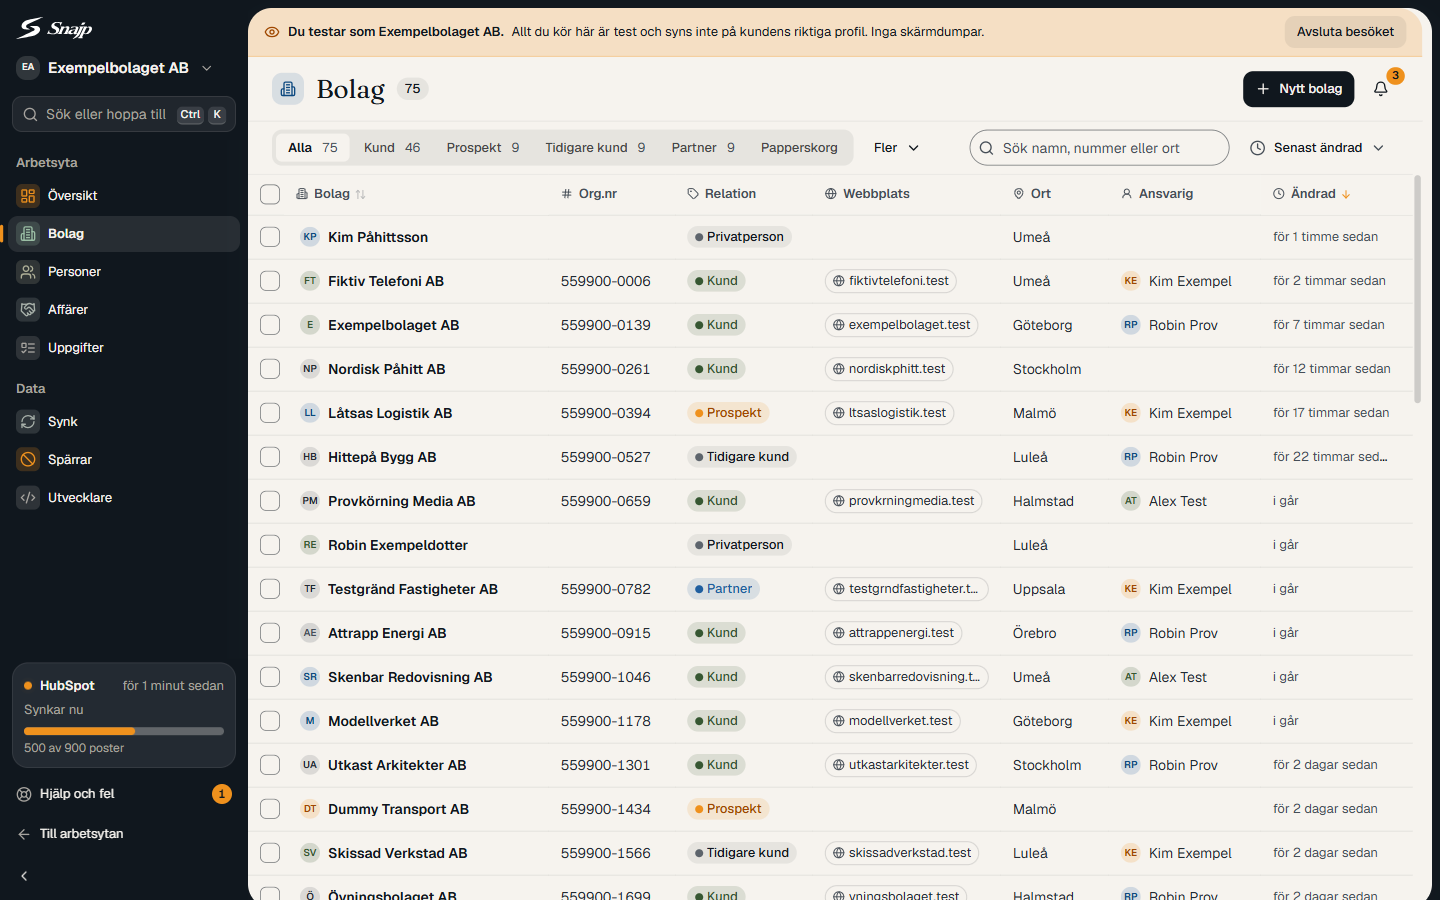 Snajp
EA Exempelbolaget AB
Sök eller hoppa till Ctrl K
Arbetsyta
Översikt
Bolag
Personer
Affärer
Uppgifter
Data
Synk
Spärrar
Utvecklare
HubSpot för 1 minut sedan
Synkar nu
500 av 900 poster
Hjälp och fel 1
Till arbetsytan
Du testar som Exempelbolaget AB. Allt du kör här är test och syns inte på kundens riktiga profil. Inga skärmdumpar. Avsluta besöket
Bolag 75 Nytt bolag 3
Alla 75 Kund 46 Prospekt 9 Tidigare kund 9 Partner 9 Papperskorg Fler Sök namn, nummer eller ort Senast ändrad
Bolag Org.nr Relation Webbplats Ort Ansvarig Ändrad
KP Kim Påhittsson Privatperson Umeå för 1 timme sedan
FT Fiktiv Telefoni AB 559900-0006 Kund fiktivtelefoni.test Umeå KE Kim Exempel för 2 timmar sedan
E Exempelbolaget AB 559900-0139 Kund exempelbolaget.test Göteborg RP Robin Prov för 7 timmar sedan
NP Nordisk Påhitt AB 559900-0261 Kund nordiskphitt.test Stockholm för 12 timmar sedan
LL Låtsas Logistik AB 559900-0394 Prospekt ltsaslogistik.test Malmö KE Kim Exempel för 17 timmar sedan
HB Hittepå Bygg AB 559900-0527 Tidigare kund Luleå RP Robin Prov för 22 timmar sed...
PM Provkörning Media AB 559900-0659 Kund provkrningmedia.test Halmstad AT Alex Test i går
RE Robin Exempeldotter Privatperson Luleå i går
TF Testgränd Fastigheter AB 559900-0782 Partner testgrndfastigheter.t... Uppsala KE Kim Exempel i går
AE Attrapp Energi AB 559900-0915 Kund attrappenergi.test Örebro RP Robin Prov i går
SR Skenbar Redovisning AB 559900-1046 Kund skenbarredovisning.t... Umeå AT Alex Test i går
M Modellverket AB 559900-1178 Kund modellverket.test Göteborg KE Kim Exempel i går
UA Utkast Arkitekter AB 559900-1301 Kund utkastarkitekter.test Stockholm RP Robin Prov för 2 dagar sedan
DT Dummy Transport AB 559900-1434 Prospekt Malmö för 2 dagar sedan
SV Skissad Verkstad AB 559900-1566 Tidigare kund skissadverkstad.test Luleå KE Kim Exempel för 2 dagar sedan
Ö Övningsbolaget AB 559900-1699 Kund vningsbolaget.test Halmstad RP Robin Prov för 2 dagar sedan